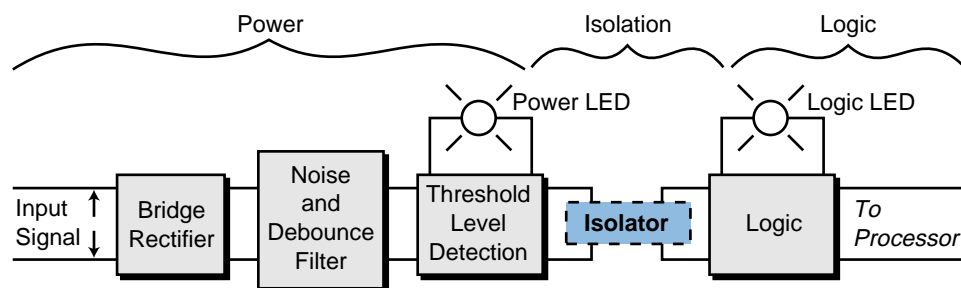 Power
Isolation
Logic
Power LED
Logic LED
Input
Signal
Bridge
Rectifier
Noise
and
Debounce
Filter
Threshold
Level
Detection
Isolator
Logic
To
Processor